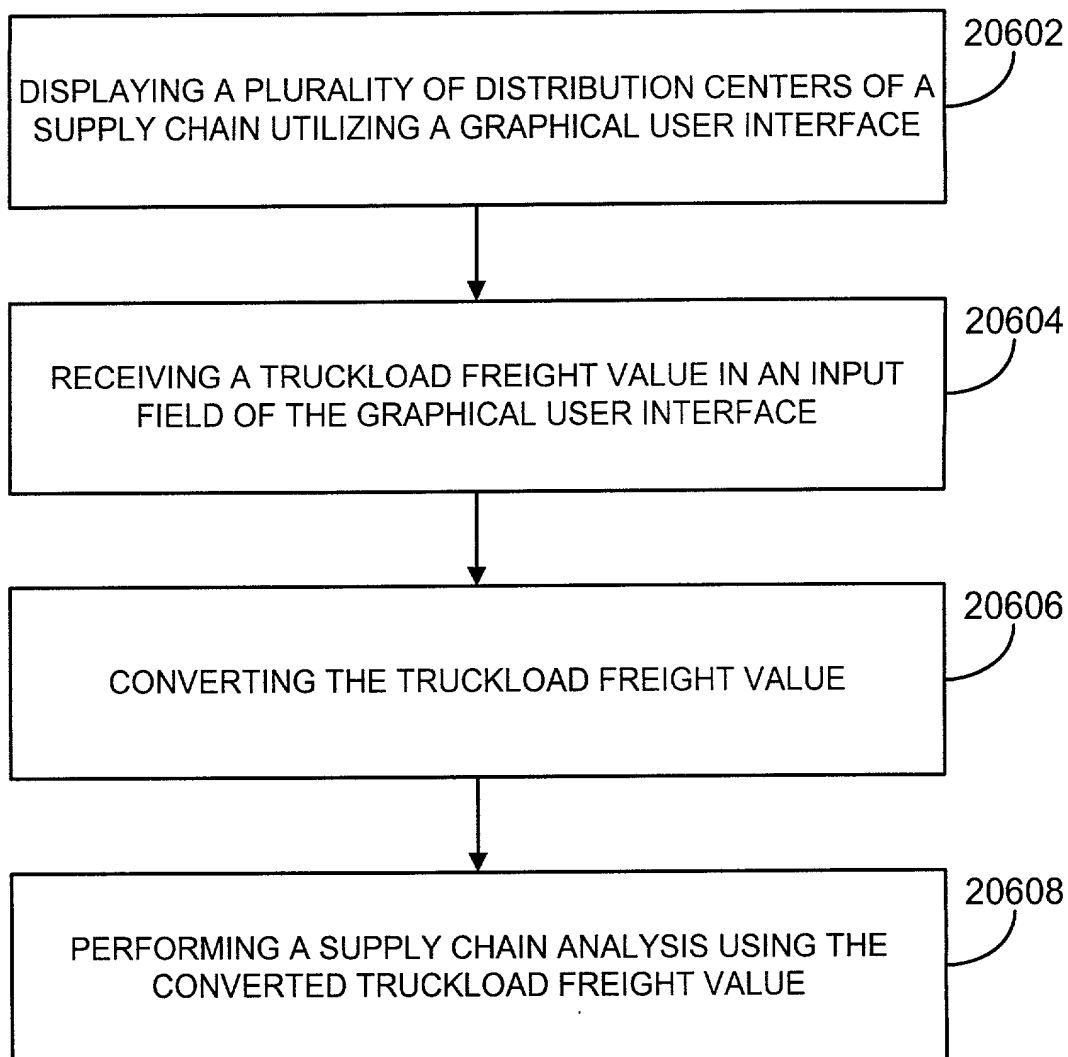 20602
DISPLAYING A PLURALITY OF DISTRIBUTION CENTERS OF A
SUPPLY CHAIN UTILIZING A GRAPHICAL USER INTERFACE
20604
RECEIVING A TRUCKLOAD FREIGHT VALUE IN AN INPUT
FIELD OF THE GRAPHICAL USER INTERFACE
20606
CONVERTING THE TRUCKLOAD FREIGHT VALUE
20608
PERFORMING A SUPPLY CHAIN ANALYSIS USING THE
CONVERTED TRUCKLOAD FREIGHT VALUE